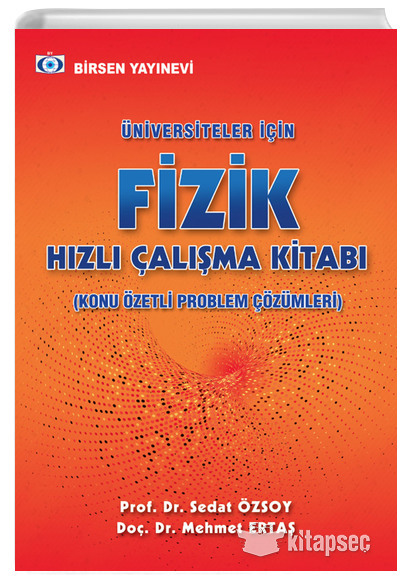 BY
BİRSEN YAYINEVİ
ÜNİVERSİTELER İÇİN
FİZİK
HIZLI ÇALIŞMA KİTABI
(KONU ÖZETLİ PROBLEM ÇÖZÜMLERİ)
Prof. Dr. Sedat ÖZSOY
Doç. Dr. Mehmet ERTAŞ
kitapseç